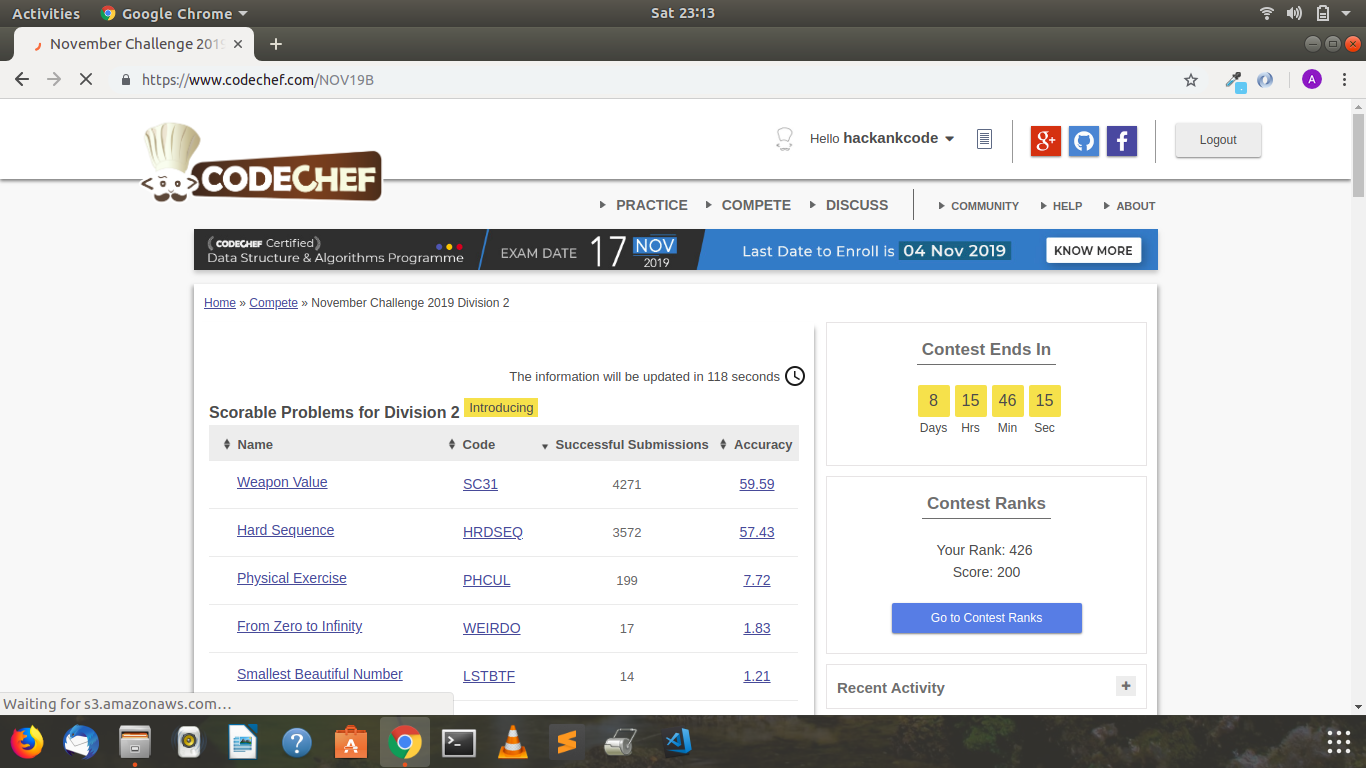 Activities Google Chrome Sat 23:13
November Challenge 201
https://www.codechef.com/NOV19B
A
CODECHEF
Hello hackankcode
g+
f
Logout
PRACTICE COMPETE DISCUSS COMMUNITY HELP ABOUT
CODECHEF Certified
Data Structure & Algorithms Programme
EXAM DATE 17 NOV 2019
Last Date to Enroll is 04 Nov 2019
KNOW MORE
Home » Compete » November Challenge 2019 Division 2
The information will be updated in 118 seconds
Scorable Problems for Division 2 Introducing
Name Code Successful Submissions Accuracy
Weapon Value SC31 4271 59.59
Hard Sequence HRDSEQ 3572 57.43
Physical Exercise PHCUL 199 7.72
From Zero to Infinity WEIRDO 17 1.83
Smallest Beautiful Number LSTBTF 14 1.21
Contest Ends In
8 15 46 15
Days Hrs Min Sec
Contest Ranks
Your Rank: 426
Score: 200
Go to Contest Ranks
Recent Activity +
Waiting for s3.amazonaws.com…